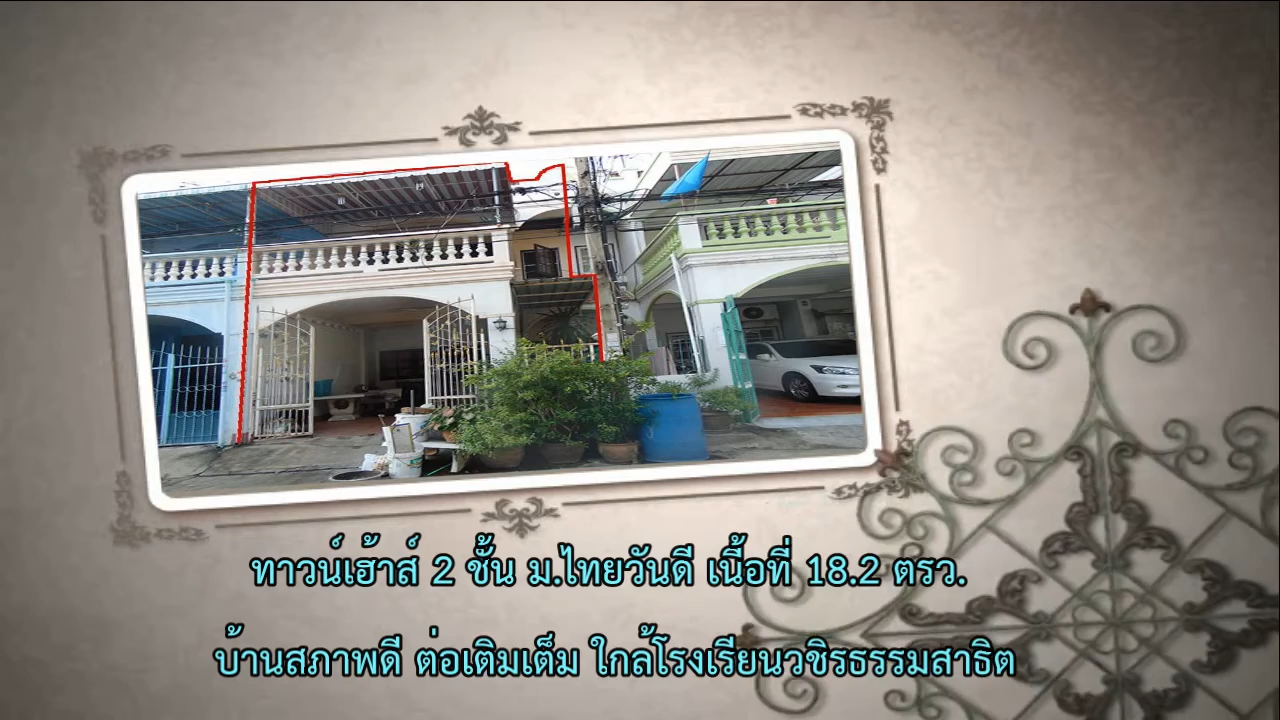 ทาวน์เฮ้าส์ 2 ชั้น ม.ไทยวันดี เนื้อที่ 18.2 ตรว.
บ้านสภาพดี ต่อเติมเต็ม ใกล้โรงเรียนวชิรธรรมสาธิต